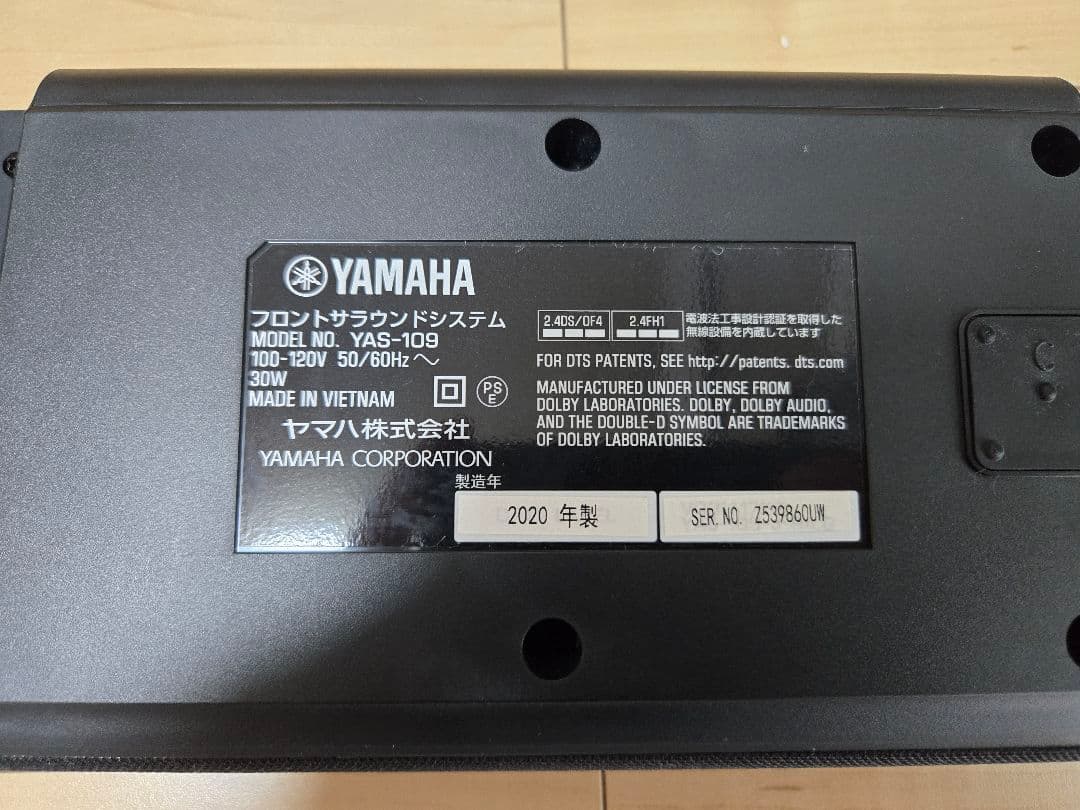 YAMAHA
フロントサラウンドシステム
MODEL NO. YAS-109
100-120V 50/60Hz～
30W
MADE IN VIETNAM
PS
E
ヤマハ株式会社
YAMAHA CORPORATION
2.4DS/OF4
2.4FH1
電波法工事設計認証を取得した
無線設備を内蔵しています
FOR DTS PATENTS, SEE http://patents. dts.com
MANUFACTURED UNDER LICENSE FROM
DOLBY LABORATORIES. DOLBY, DOLBY AUDIO,
AND THE DOUBLE-D SYMBOL ARE TRADEMARKS
OF DOLBY LABORATORIES.
製造年
2020 年製
SER. NO. Z539860UW